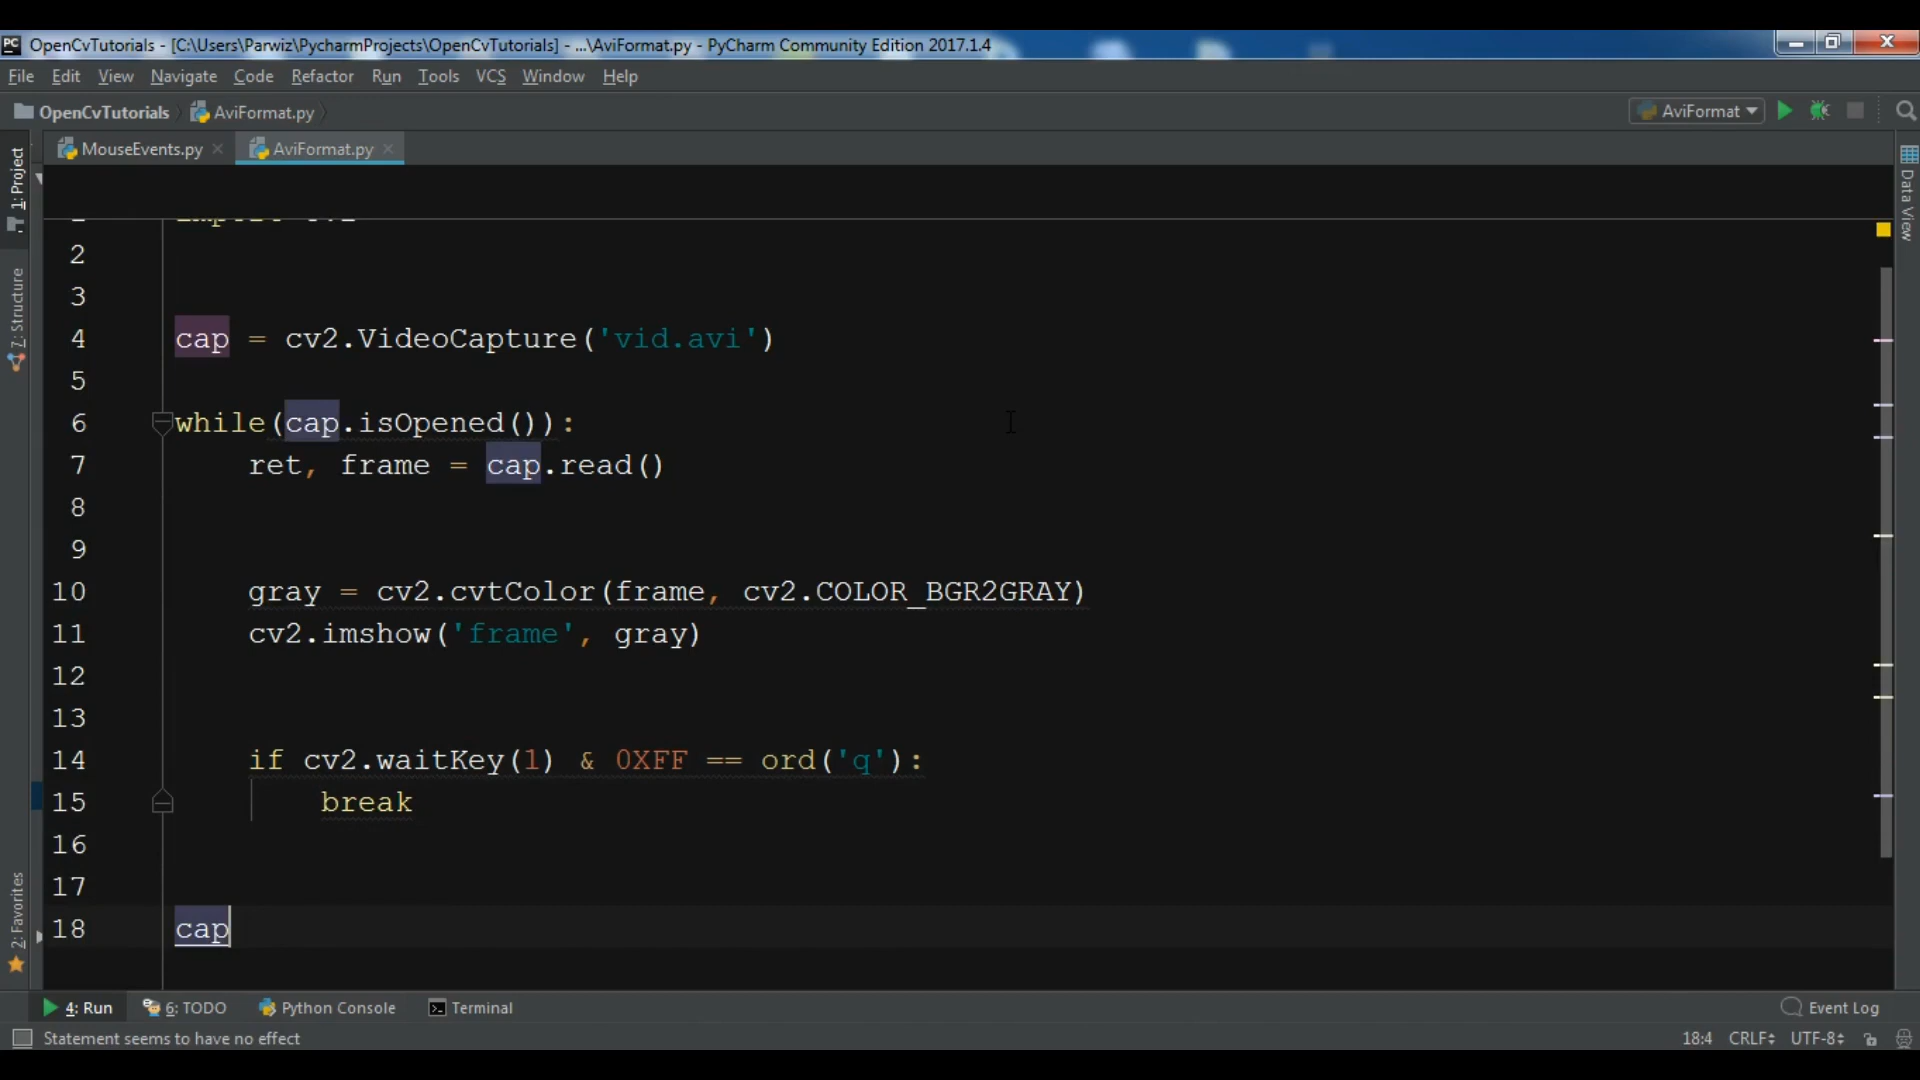 OpenCvTutorials - [C:\Users\Parwiz\PycharmProjects\OpenCvTutorials] - ...\AviFormat.py - PyCharm Community Edition 2017.1.4
File Edit View Navigate Code Refactor Run Tools VCS Window Help
OpenCvTutorials AviFormat.py AviFormat
MouseEvents.py AviFormat.py
1: Project
7: Structure
2: Favorites
Data View
2
3
4 cap = cv2.VideoCapture('vid.avi')
5
6 while(cap.isOpened()):
7 ret, frame = cap.read()
8
9
10 gray = cv2.cvtColor(frame, cv2.COLOR_BGR2GRAY)
11 cv2.imshow('frame', gray)
12
13
14 if cv2.waitKey(1) & 0XFF == ord('q'):
15 break
16
17
18 cap
4: Run 6: TODO Python Console Terminal Event Log
Statement seems to have no effect 18:4 CRLF UTF-8